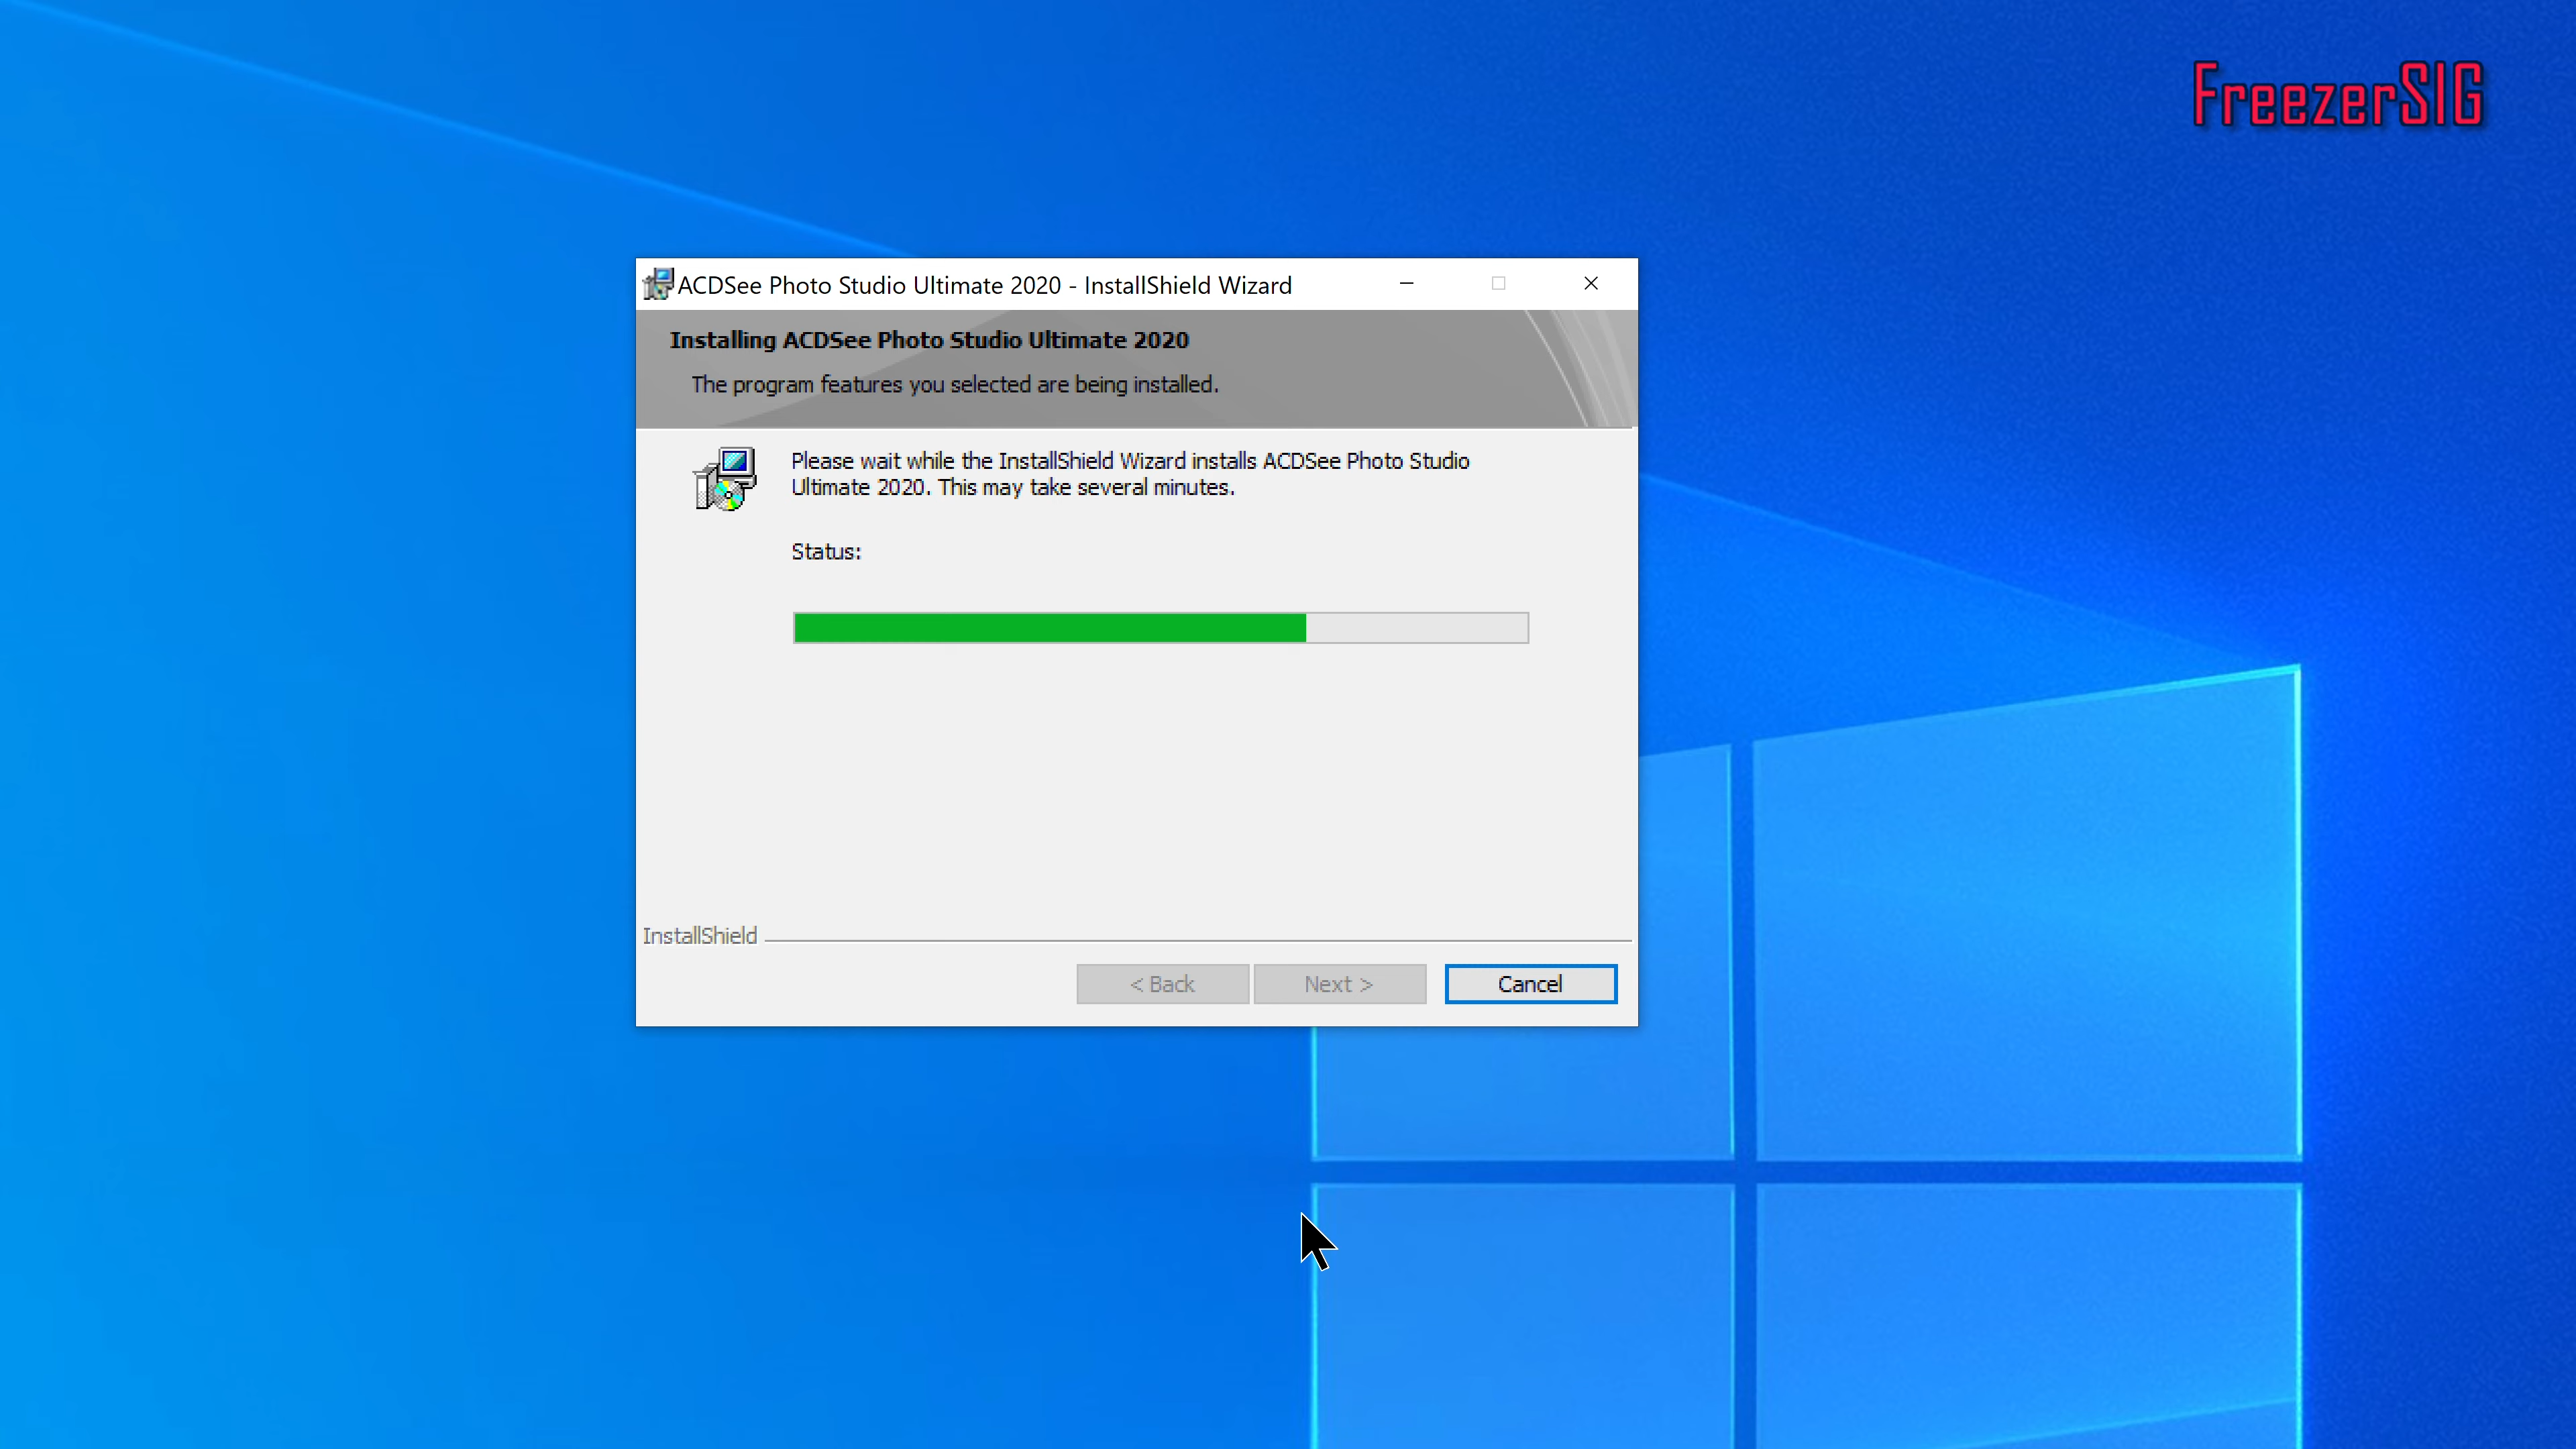 FreezerSIG
ACDSee Photo Studio Ultimate 2020 - InstallShield Wizard
Installing ACDSee Photo Studio Ultimate 2020
The program features you selected are being installed.
Please wait while the InstallShield Wizard installs ACDSee Photo Studio
Ultimate 2020. This may take several minutes.
Status:
InstallShield
< Back
Next >
Cancel